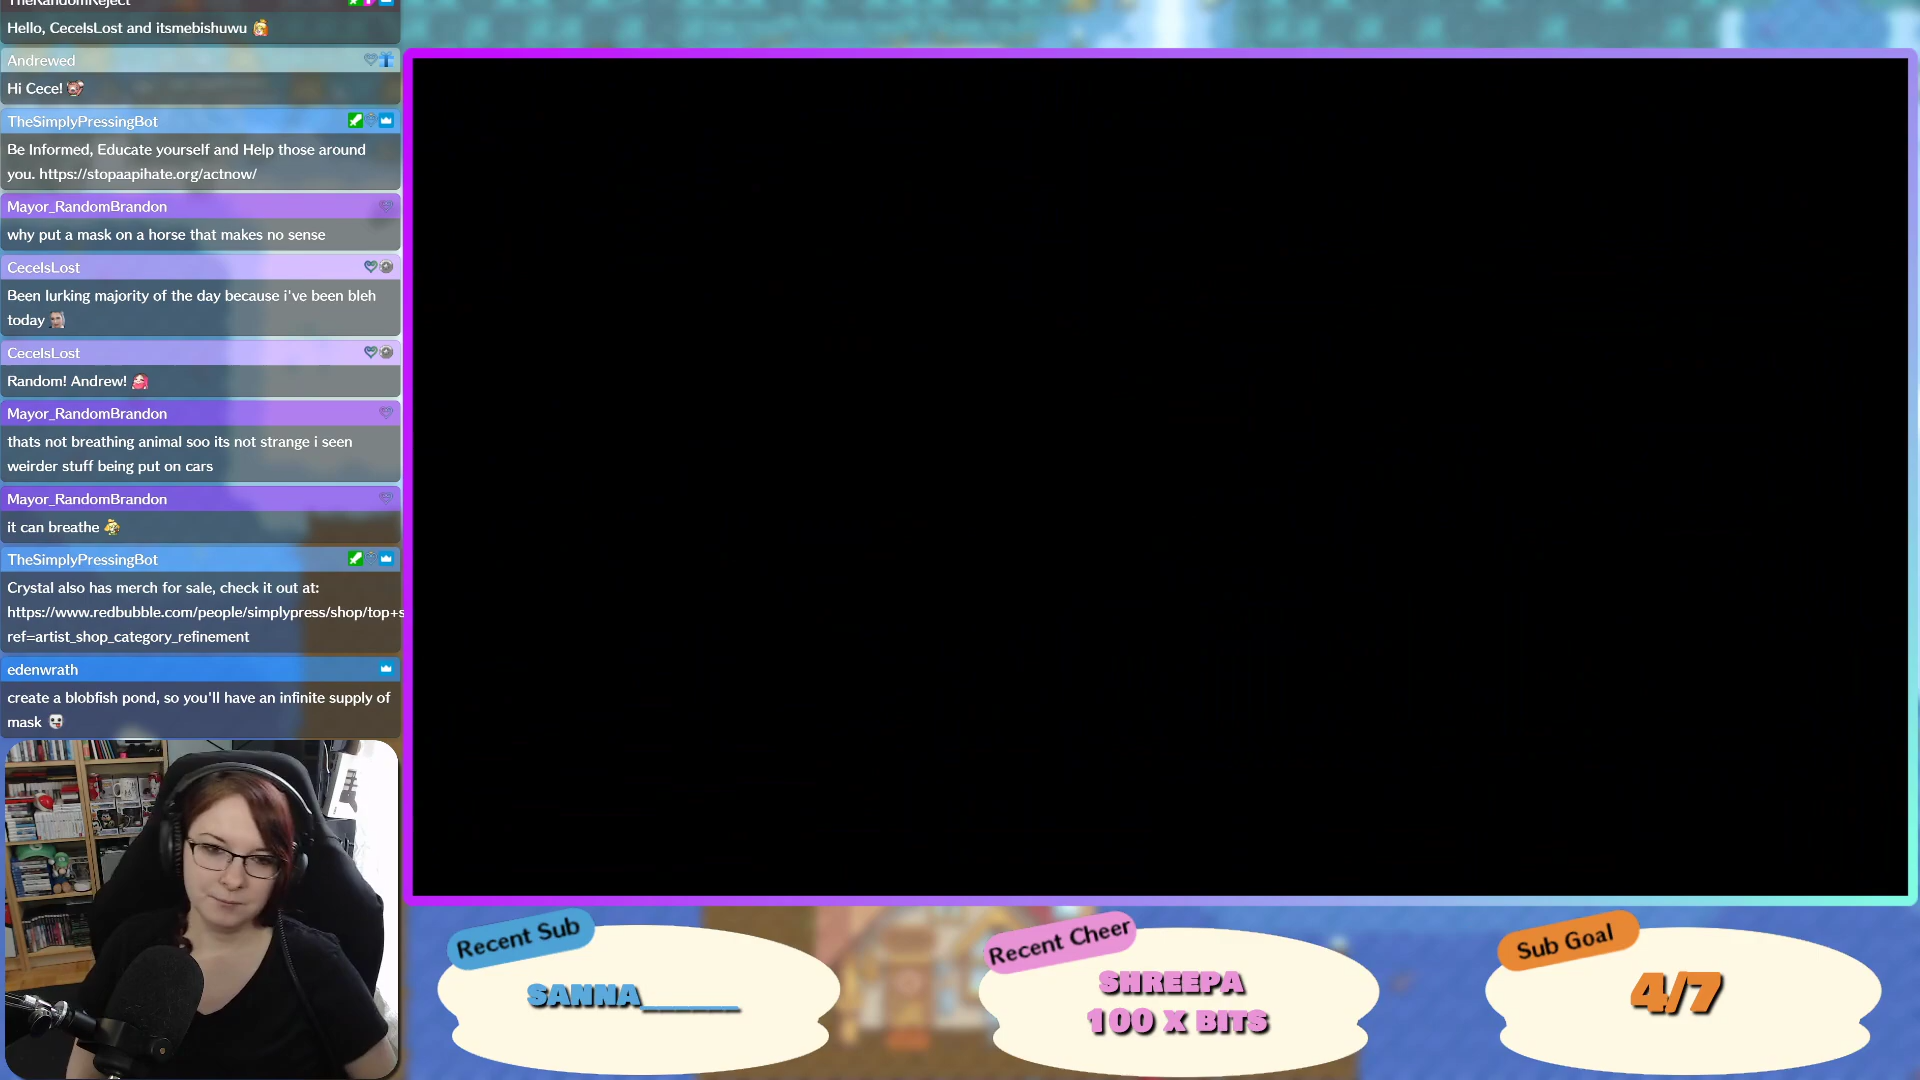 TheRandomReject
Hello, CeceIsLost and itsmebishuwu
Andrewed
Hi Cece!
TheSimplyPressingBot
Be Informed, Educate yourself and Help those around
you. https://stopaapihate.org/actnow/
Mayor_RandomBrandon
why put a mask on a horse that makes no sense
CeceIsLost
Been lurking majority of the day because i've been bleh
today
CeceIsLost
Random! Andrew!
Mayor_RandomBrandon
thats not breathing animal soo its not strange i seen
weirder stuff being put on cars
Mayor_RandomBrandon
it can breathe
TheSimplyPressingBot
Crystal also has merch for sale, check it out at:
https://www.redbubble.com/people/simplypress/shop/top+s
ref=artist_shop_category_refinement
edenwrath
create a blobfish pond, so you'll have an infinite supply of
mask
Recent Sub
SANNA______
Recent Cheer
SHREEPA
100 X BITS
Sub Goal
4/7